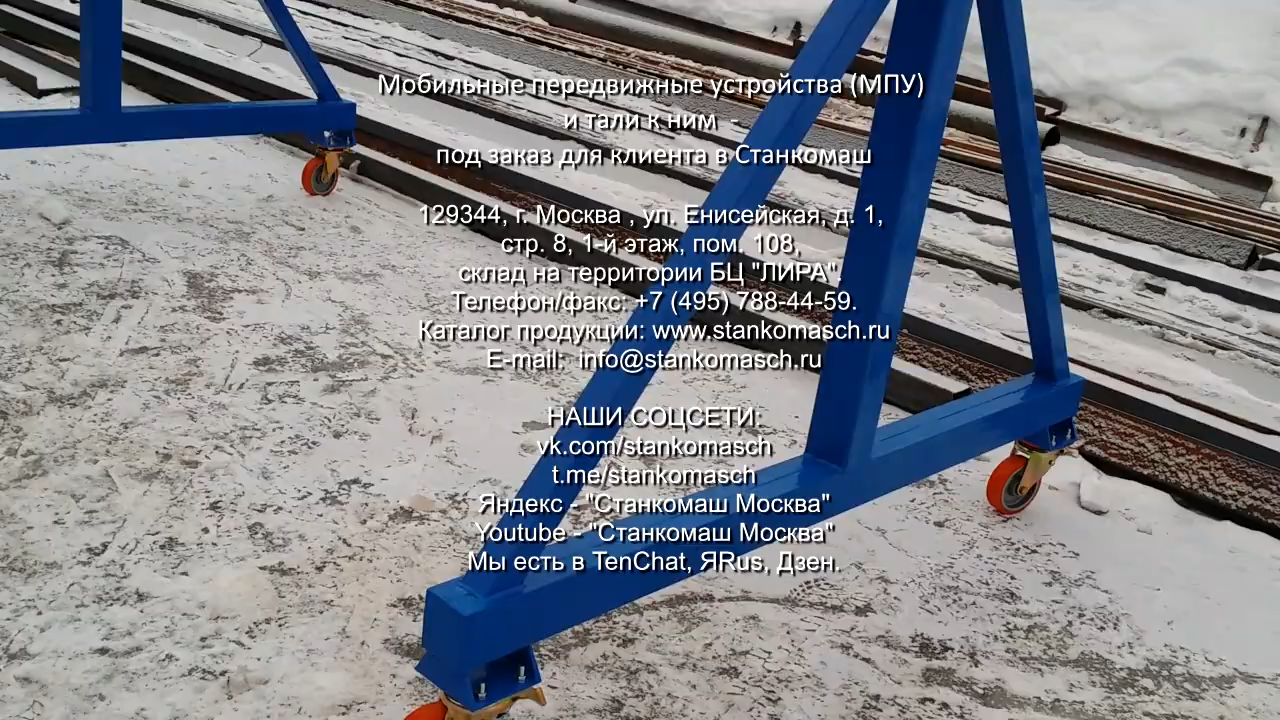 Мобильные передвижные устройства (МПУ)
и тали к ним -
под заказ для клиента в Станкомаш
129344, г. Москва , ул. Енисейская, д. 1,
стр. 8, 1-й этаж, пом. 108,
склад на территории БЦ "ЛИРА".
Телефон/факс: +7 (495) 788-44-59.
Каталог продукции: www.stankomasch.ru
E-mail: info@stankomasch.ru
НАШИ СОЦСЕТИ:
vk.com/stankomasch
t.me/stankomasch
Яндекс - "Станкомаш Москва"
Youtube - "Станкомаш Москва"
Мы есть в TenChat, ЯRus, Дзен.